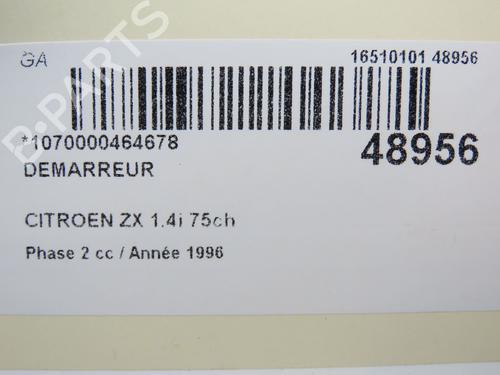 GA
16510101 48956
*1070000464678
48956
DEMARREUR
CITROEN ZX 1.4i 75ch
Phase 2 cc / Année 1996
B-PARTS